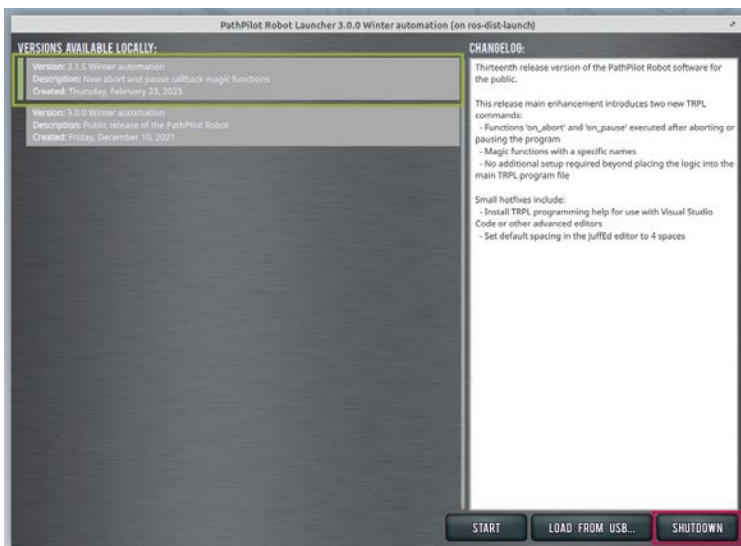 PathPilot Robot Launcher 3.0.0 Winter automation (on ros-dist-launch)
VERSIONS AVAILABLE LOCALLY:
Version: 3.1.5 Winter automation
Description: New abort and pause callback magic functions
Created: Thursday, February 23, 2023
Version: 3.0.0 Winter automation
Description: Public release of the PathPilot Robot
Created: Friday, December 10, 2021
CHANGELOG:
Thirteenth release version of the PathPilot Robot software for
the public.
This release main enhancement introduces two new TRPL
commands:
- Functions 'on_abort' and 'on_pause' executed after aborting or
pausing the program
- Magic functions with a specific names
- No additional setup required beyond placing the logic into the
main TRPL program file
Small hotfixes include:
- Install TRPL programming help for use with Visual Studio
Code or other advanced editors
- Set default spacing in the JuffEd editor to 4 spaces
START
LOAD FROM USB...
SHUTDOWN